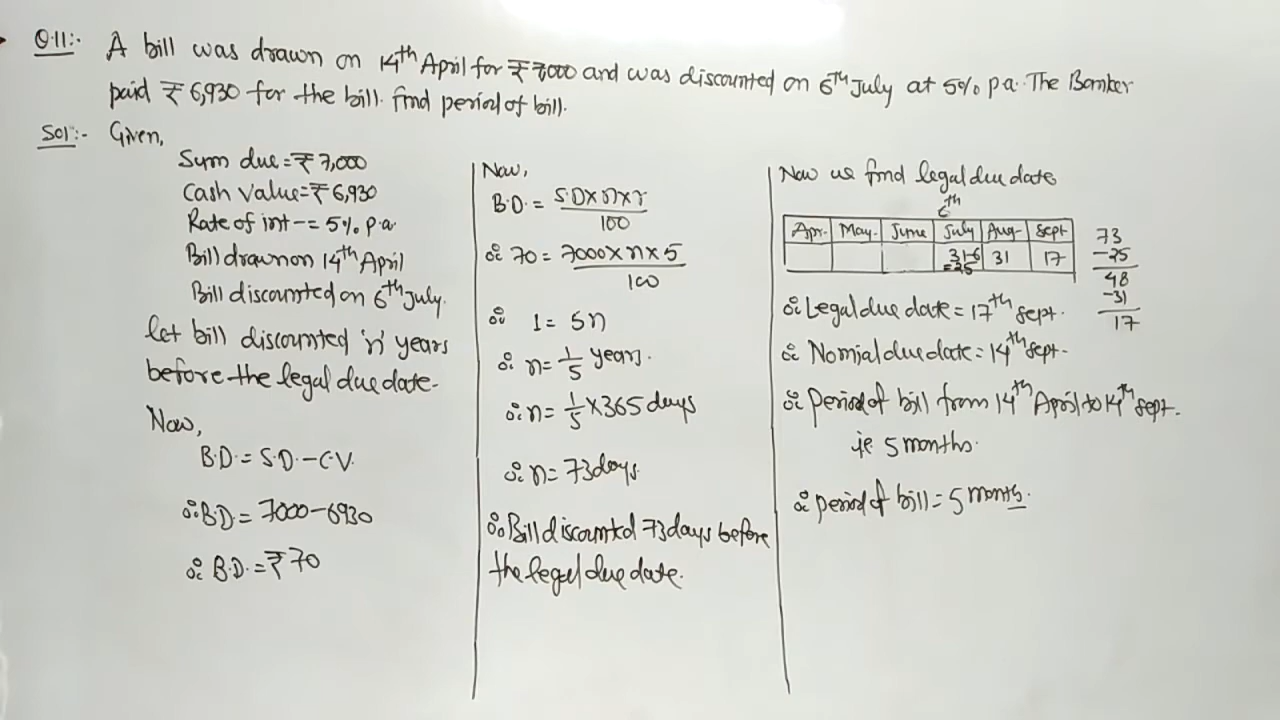 Q.11:- A bill was drawn on 14th April for ₹7000 and was discounted on 6th July at 5% p.a. The Banker
paid ₹6,930 for the bill. find period of bill.
Sol:- Given,
Sum due = ₹7,000
Cash value = ₹6,930
Rate of int -= 5% p.a
Bill drawn on 14th April
Bill discounted on 6th July.
let bill discounted 'n' years
before the legal due date-
Now,
B.D. = S.D. - C.V.
∴ B.D. = 7000 - 6930
∴ B.D. = ₹70
Now,
B.D. = S.D × n × r
100
∴ 70 = 7000 × n × 5
100
∴ 1 = 5n
∴ n = 1/5 years.
∴ n = 1/5 × 365 days
∴ n = 73 days.
∴ Bill discounted 73 days before
the legal due date.
Now we find legal due date
6th
Apr. May. June July Aug- Sept
31-6 31 17
=25
73
-25
48
-31
17
∴ Legal due date = 17th Sept.
∴ Nominal due date = 14th Sept-
∴ Period of bill from 14th April to 14th Sept.
ie 5 months.
∴ period of bill = 5 months.